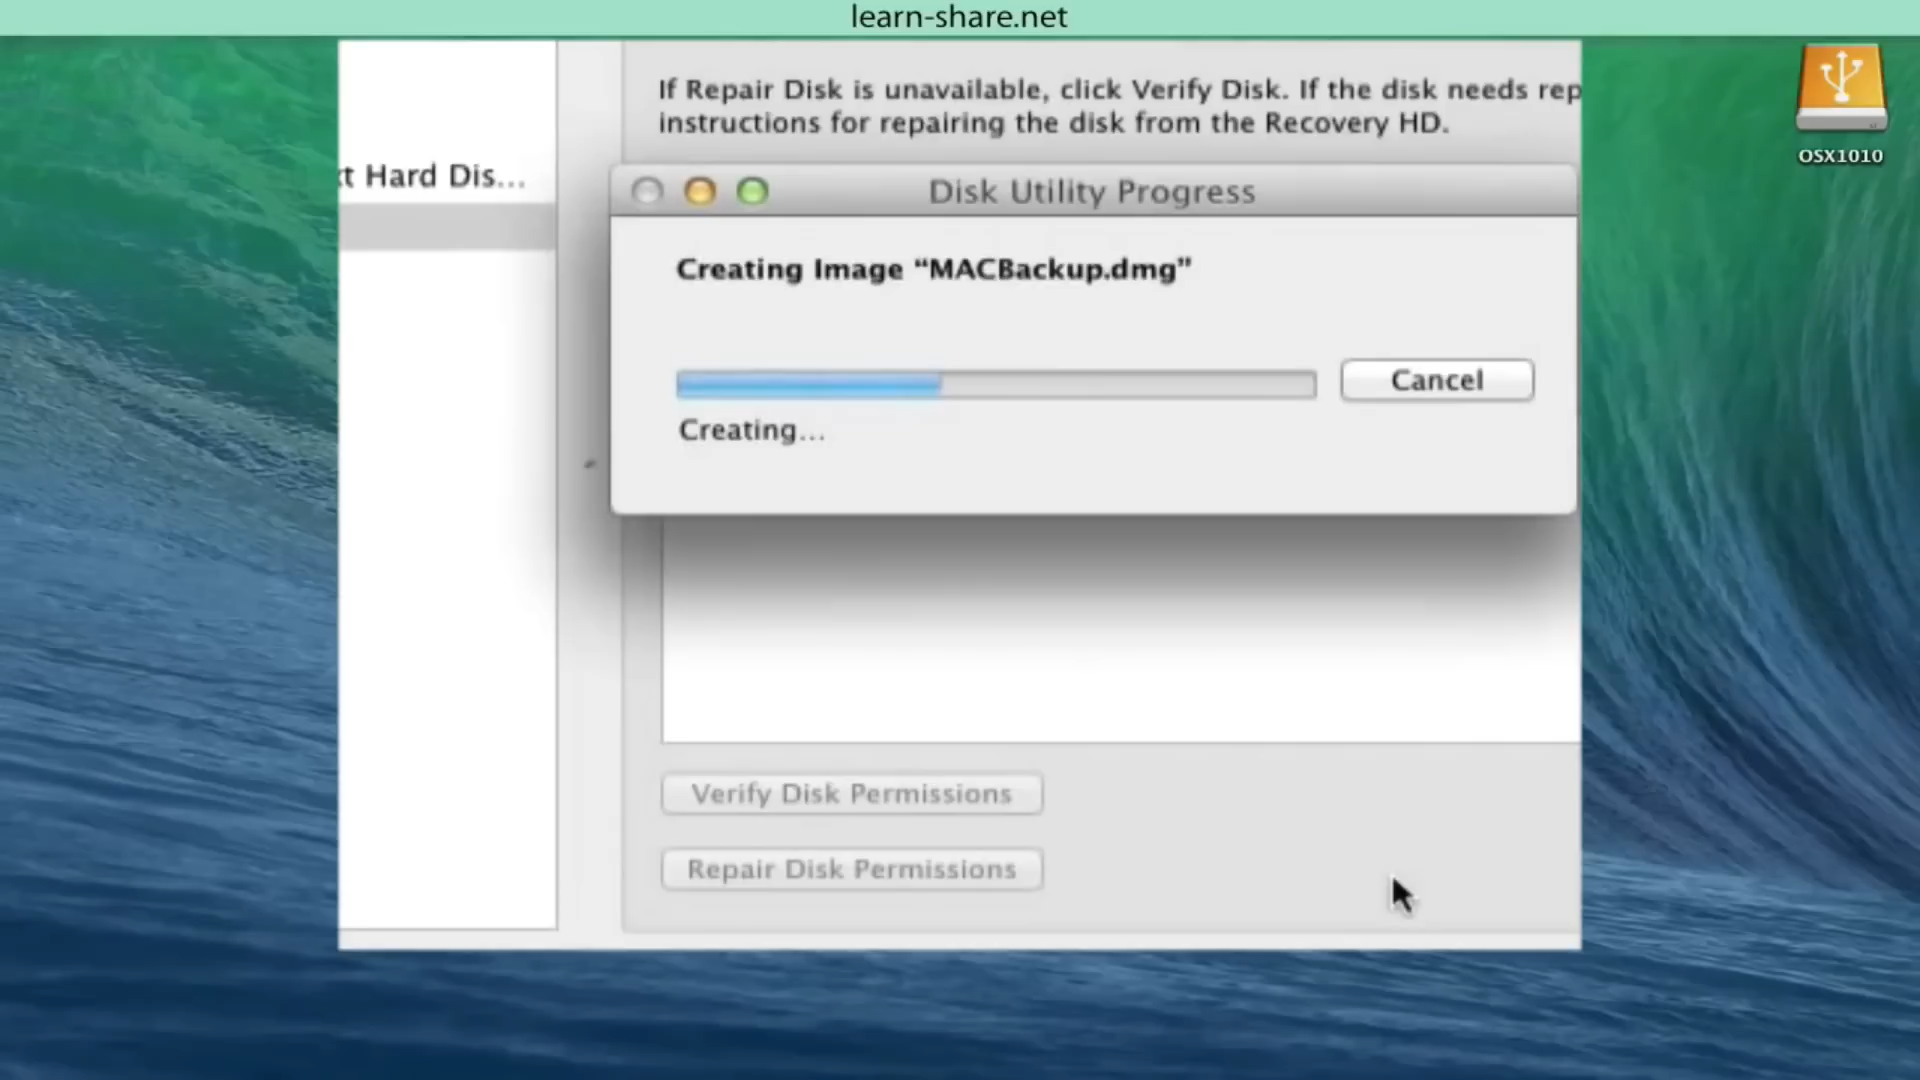 learn-share.net
If Repair Disk is unavailable, click Verify Disk. If the disk needs rep
instructions for repairing the disk from the Recovery HD.
OSX1010
t Hard Dis...
Disk Utility Progress
Creating Image “MACBackup.dmg”
Cancel
Creating...
Verify Disk Permissions
Repair Disk Permissions